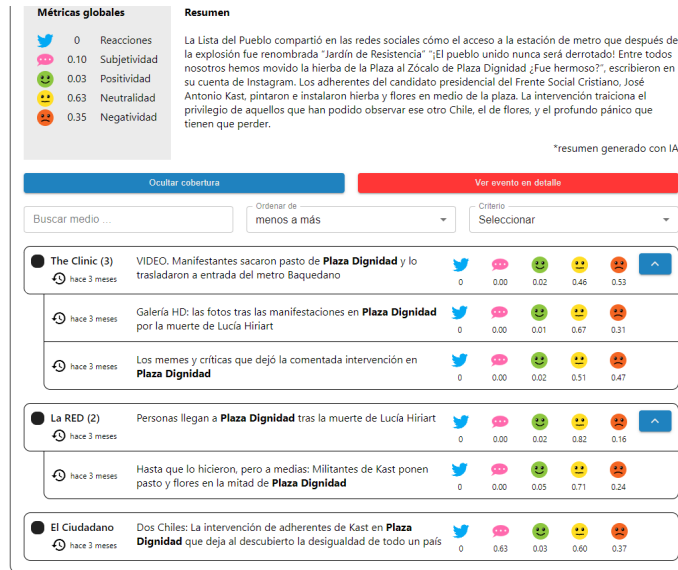 Métricas globales
0 Reacciones
0.10 Subjetividad
0.03 Positividad
0.63 Neutralidad
0.35 Negatividad
Resumen
La Lista del Pueblo compartió en las redes sociales cómo el acceso a la estación de metro que después de
la explosión fue renombrada "Jardín de Resistencia" "¡El pueblo unido nunca será derrotado! Entre todos
nosotros hemos movido la hierba de la Plaza al Zócalo de Plaza Dignidad ¿Fue hermoso?", escribieron en
su cuenta de Instagram. Los adherentes del candidato presidencial del Frente Social Cristiano, José
Antonio Kast, pintaron e instalaron hierba y flores en medio de la plaza. La intervención traiciona el
privilegio de aquellos que han podido observar ese otro Chile, el de flores, y el profundo pánico que
tienen que perder.
*resumen generado con IA
Ocultar cobertura
Ver evento en detalle
Buscar medio ...
Ordenar de
menos a más
Criterio
Seleccionar
The Clinic (3)
hace 3 meses
VIDEO. Manifestantes sacaron pasto de Plaza Dignidad y lo
trasladaron a entrada del metro Baquedano
0 0.00 0.02 0.46 0.53
hace 3 meses
Galería HD: las fotos tras las manifestaciones en Plaza Dignidad
por la muerte de Lucía Hiriart
0 0.00 0.01 0.67 0.31
hace 3 meses
Los memes y críticas que dejó la comentada intervención en
Plaza Dignidad
0 0.00 0.02 0.51 0.47
La RED (2)
hace 3 meses
Personas llegan a Plaza Dignidad tras la muerte de Lucía Hiriart
0 0.00 0.02 0.82 0.16
hace 3 meses
Hasta que lo hicieron, pero a medias: Militantes de Kast ponen
pasto y flores en la mitad de Plaza Dignidad
0 0.00 0.05 0.71 0.24
El Ciudadano
hace 3 meses
Dos Chiles: La intervención de adherentes de Kast en Plaza
Dignidad que deja al descubierto la desigualdad de todo un país
0 0.63 0.03 0.60 0.37